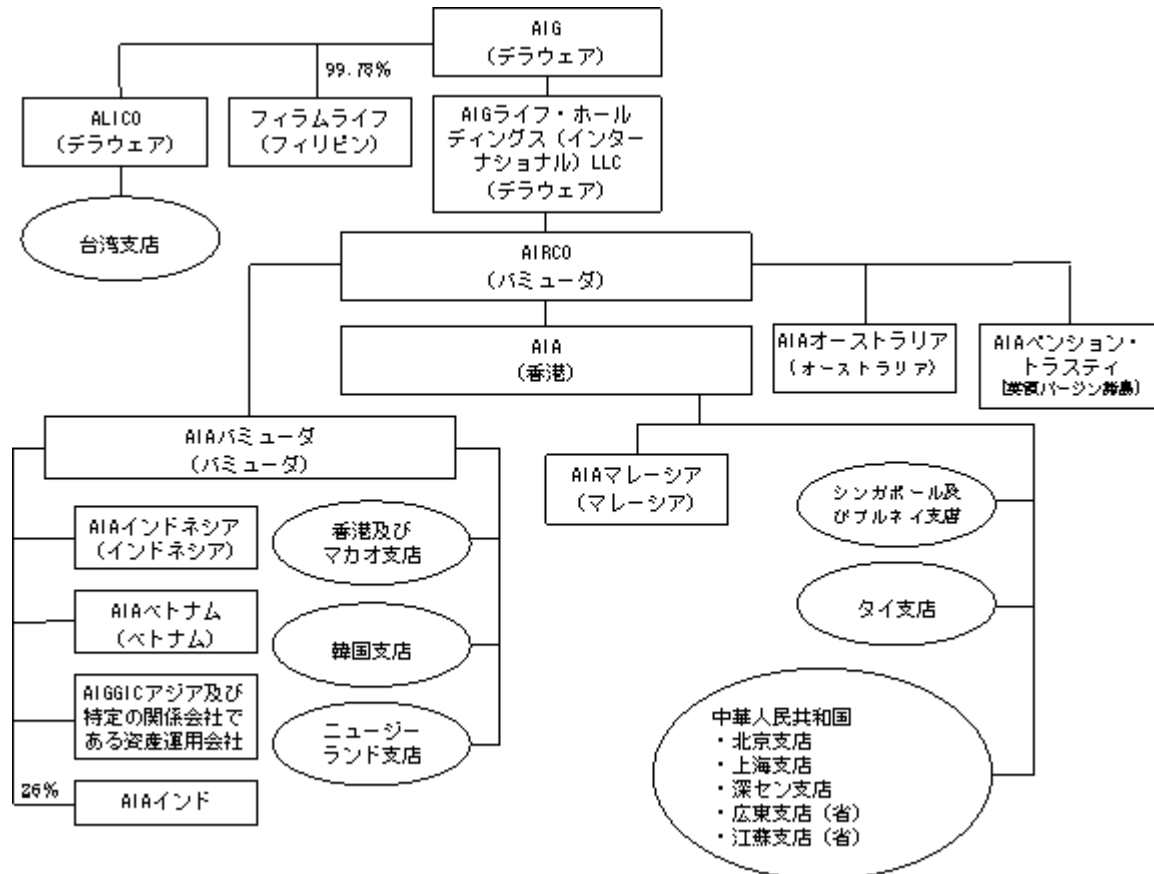 AIG
(デラウェア)
99.78%
ALICO
(デラウェア)
フィラムライフ
(フィリピン)
AIGライフ・ホール
ディングス(インター
ナショナル)LLC
(デラウェア)
台湾支店
AIRCO
(バミューダ)
AIA
(香港)
AIAオーストラリア
(オーストラリア)
AIAペンション・
トラスティ
(英領バージン諸島)
AIAバミューダ
(バミューダ)
AIAマレーシア
(マレーシア)
シンガポール及
びブルネイ支店
AIAインドネシア
(インドネシア)
香港及び
マカオ支店
タイ支店
AIAベトナム
(ベトナム)
韓国支店
AIGGICアジア及び
特定の関係会社で
ある資産運用会社
ニュージー
ランド支店
中華人民共和国
・北京支店
・上海支店
・深セン支店
・広東支店(省)
・江蘇支店(省)
26%
AIAインド